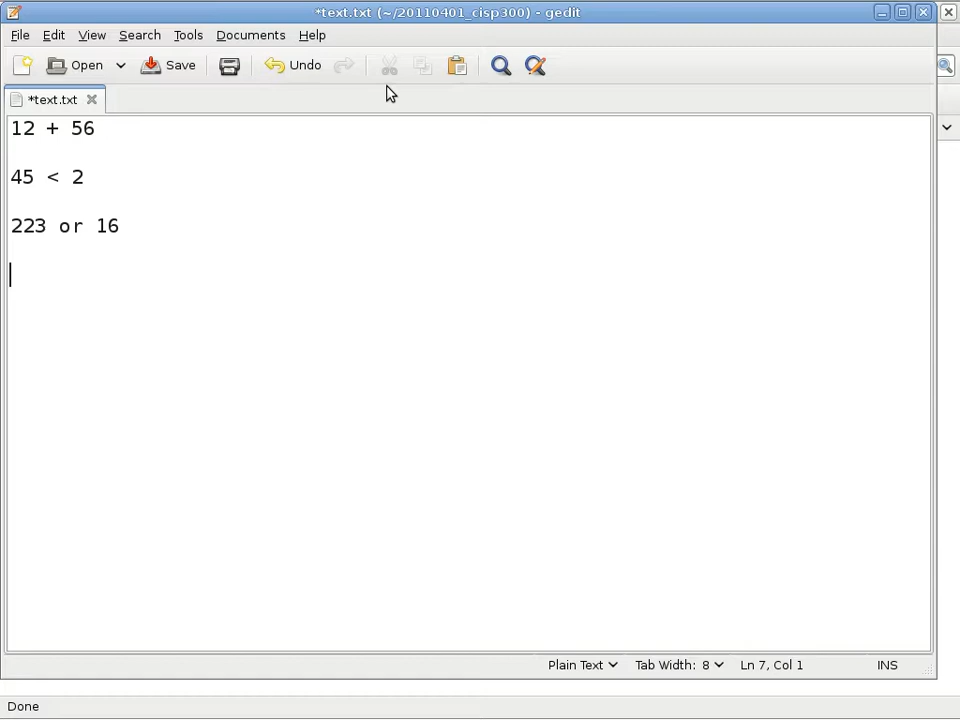 *text.txt (~/20110401_cisp300) - gedit
File Edit View Search Tools Documents Help
Open Save Undo
*text.txt
12 + 56
45 < 2
223 or 16
Plain Text Tab Width: 8 Ln 7, Col 1 INS
Done